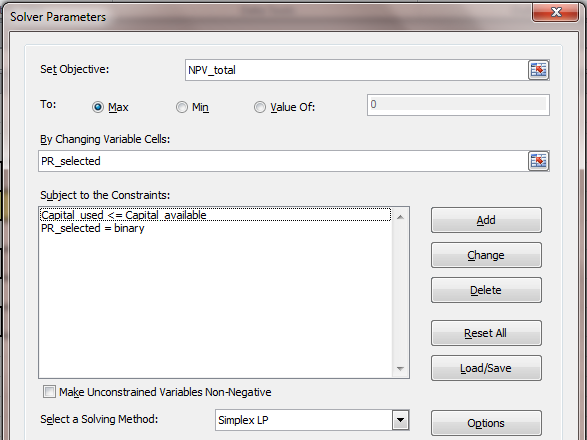 Solver Parameters
Set Objective: NPV_total
To: Max Min Value Of: 0
By Changing Variable Cells:
PR_selected
Subject to the Constraints:
Capital_used <= Capital_available
PR_selected = binary
Add
Change
Delete
Reset All
Load/Save
Make Unconstrained Variables Non-Negative
Select a Solving Method: Simplex LP Options